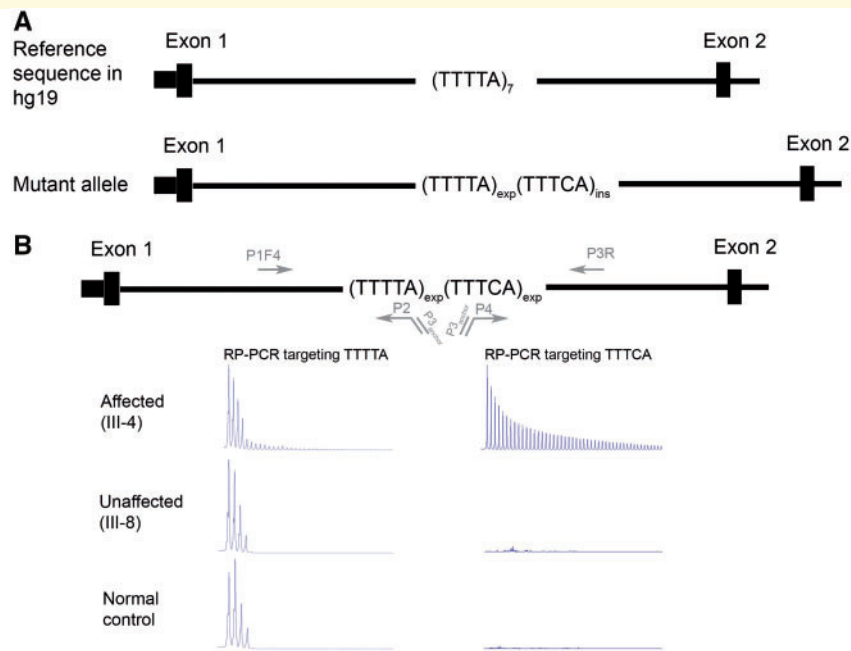 A
Reference
sequence in
hg19
Exon 1
(TTTTA)7
Exon 2
Mutant allele
Exon 1
(TTTTA)exp(TTTCA)ins
Exon 2
B
Exon 1
P1F4
(TTTTA)exp(TTTCA)exp
P3R
Exon 2
P2
P3anchor
P3anchor
P4
RP-PCR targeting TTTTA
RP-PCR targeting TTTCA
Affected
(III-4)
Unaffected
(III-8)
Normal
control